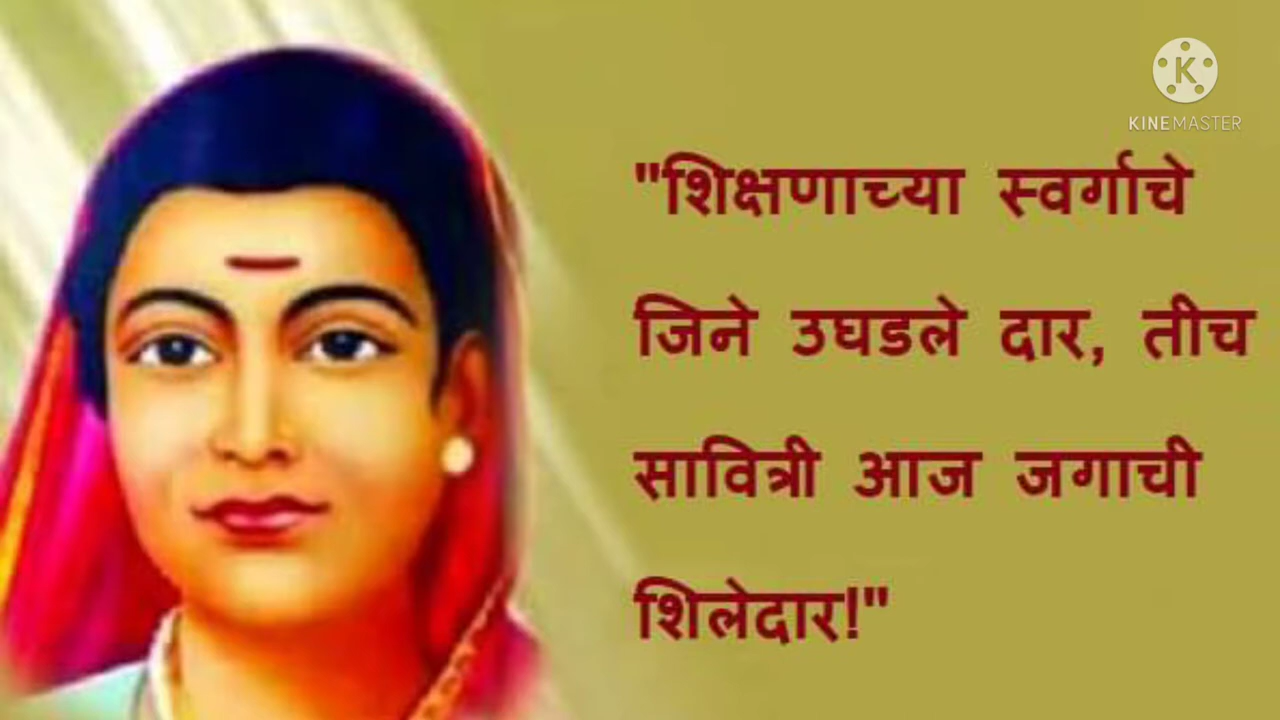 KINEMASTER
"शिक्षणाच्या स्वर्गाचे
जिने उघडले दार, तीच
सावित्री आज जगाची
शिलेदार!"